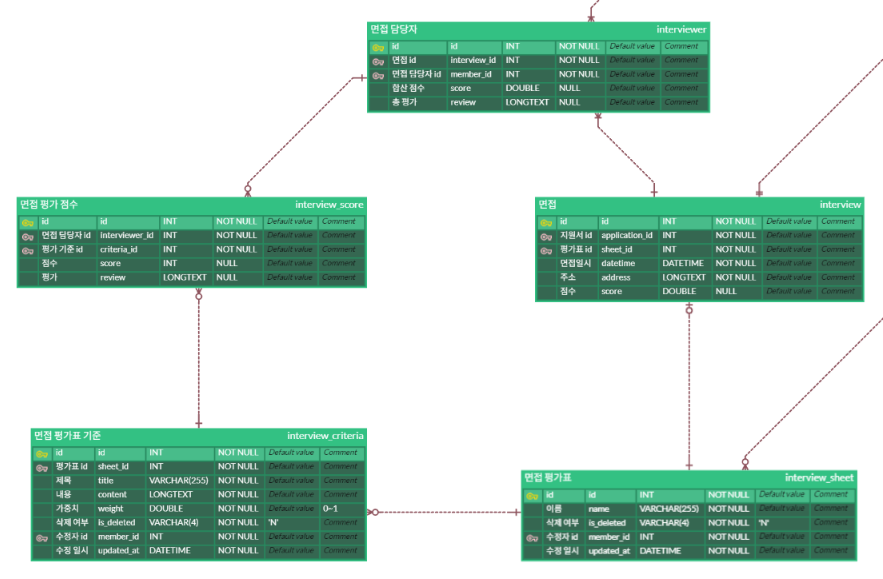 면접 담당자 interviewer
id id INT NOT NULL Default value Comment
면접 id interview_id INT NOT NULL Default value Comment
면접 담당자 id member_id INT NOT NULL Default value Comment
합산 점수 score DOUBLE NULL Default value Comment
총 평가 review LONGTEXT NULL Default value Comment
면접 평가 점수 interview_score
id id INT NOT NULL Default value Comment
면접 담당자 id interviewer_id INT NOT NULL Default value Comment
평가 기준 id criteria_id INT NOT NULL Default value Comment
점수 score INT NULL Default value Comment
평가 review LONGTEXT NULL Default value Comment
면접 interview
id id INT NOT NULL Default value Comment
지원서 id application_id INT NOT NULL Default value Comment
평가표 id sheet_id INT NOT NULL Default value Comment
면접일시 datetime DATETIME NOT NULL Default value Comment
주소 address LONGTEXT NOT NULL Default value Comment
점수 score DOUBLE NULL Default value Comment
면접 평가표 기준 interview_criteria
id id INT NOT NULL Default value Comment
평가표 id sheet_id INT NOT NULL Default value Comment
제목 title VARCHAR(255) NOT NULL Default value Comment
내용 content LONGTEXT NOT NULL Default value Comment
가중치 weight DOUBLE NOT NULL Default value 0~1
삭제 여부 is_deleted VARCHAR(4) NOT NULL 'N' Comment
수정자 id member_id INT NOT NULL Default value Comment
수정 일시 updated_at DATETIME NOT NULL Default value Comment
면접 평가표 interview_sheet
id id INT NOT NULL Default value Comment
이름 name VARCHAR(255) NOT NULL Default value Comment
삭제 여부 is_deleted VARCHAR(4) NOT NULL 'N' Comment
수정자 id member_id INT NOT NULL Default value Comment
수정 일시 updated_at DATETIME NOT NULL Default value Comment